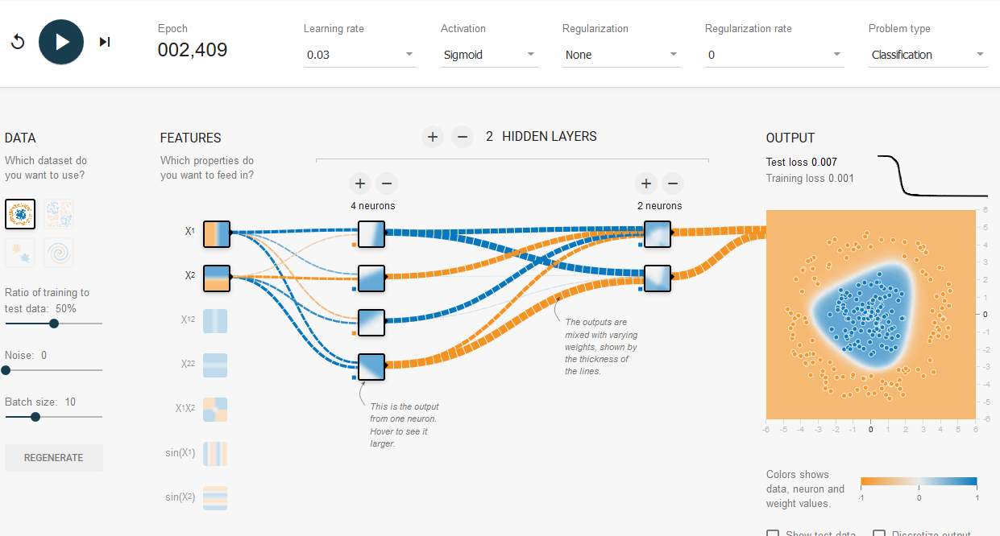 Epoch
002,409
Learning rate
0.03
Activation
Sigmoid
Regularization
None
Regularization rate
0
Problem type
Classification
DATA
Which dataset do
you want to use?
Ratio of training to
test data: 50%
Noise: 0
Batch size: 10
REGENERATE
FEATURES
Which properties do
you want to feed in?
X1
X2
X12
X22
X1X2
sin(X1)
sin(X2)
2 HIDDEN LAYERS
4 neurons
2 neurons
This is the output
from one neuron.
Hover to see it
larger.
The outputs are
mixed with varying
weights, shown by
the thickness of
the lines.
OUTPUT
Test loss 0.007
Training loss 0.001
6
5
4
3
2
1
0
-1
-2
-3
-4
-5
-6
-6 -5 -4 -3 -2 -1 0 1 2 3 4 5 6
Colors shows
data, neuron and
weight values.
-1 0 1
Show test data
Discretize output